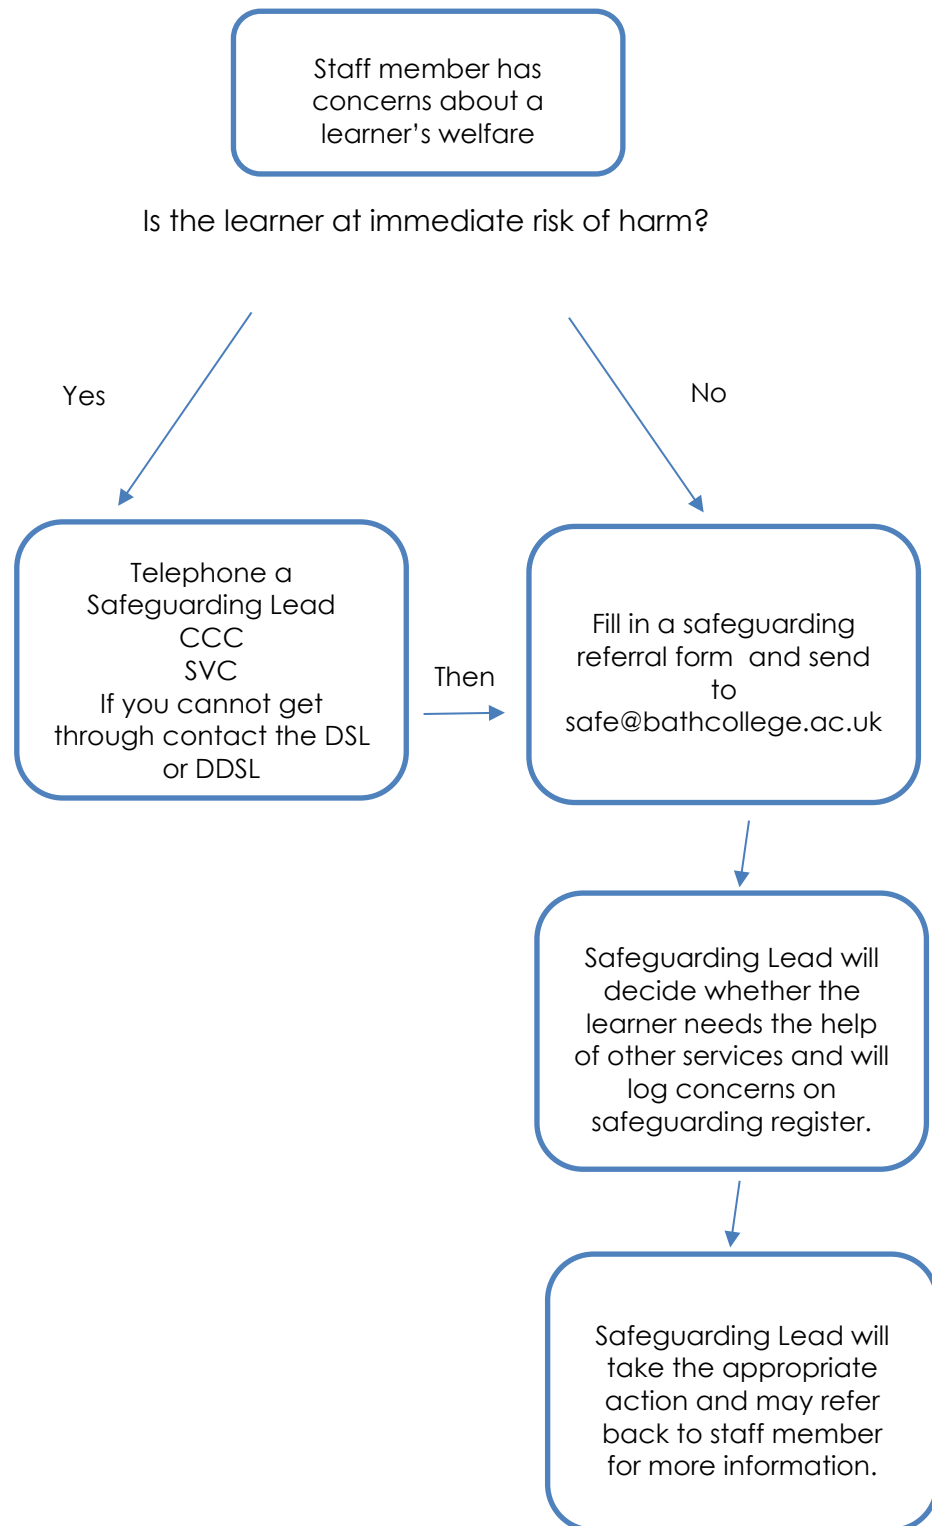 Staff member has
concerns about a
learner’s welfare
Is the learner at immediate risk of harm?
Yes
No
Telephone a
Safeguarding Lead
CCC
SVC
If you cannot get
through contact the DSL
or DDSL
Then
Fill in a safeguarding
referral form  and send
to
safe@bathcollege.ac.uk
Safeguarding Lead will
decide whether the
learner needs the help
of other services and will
log concerns on
safeguarding register.
Safeguarding Lead will
take the appropriate
action and may refer
back to staff member
for more information.